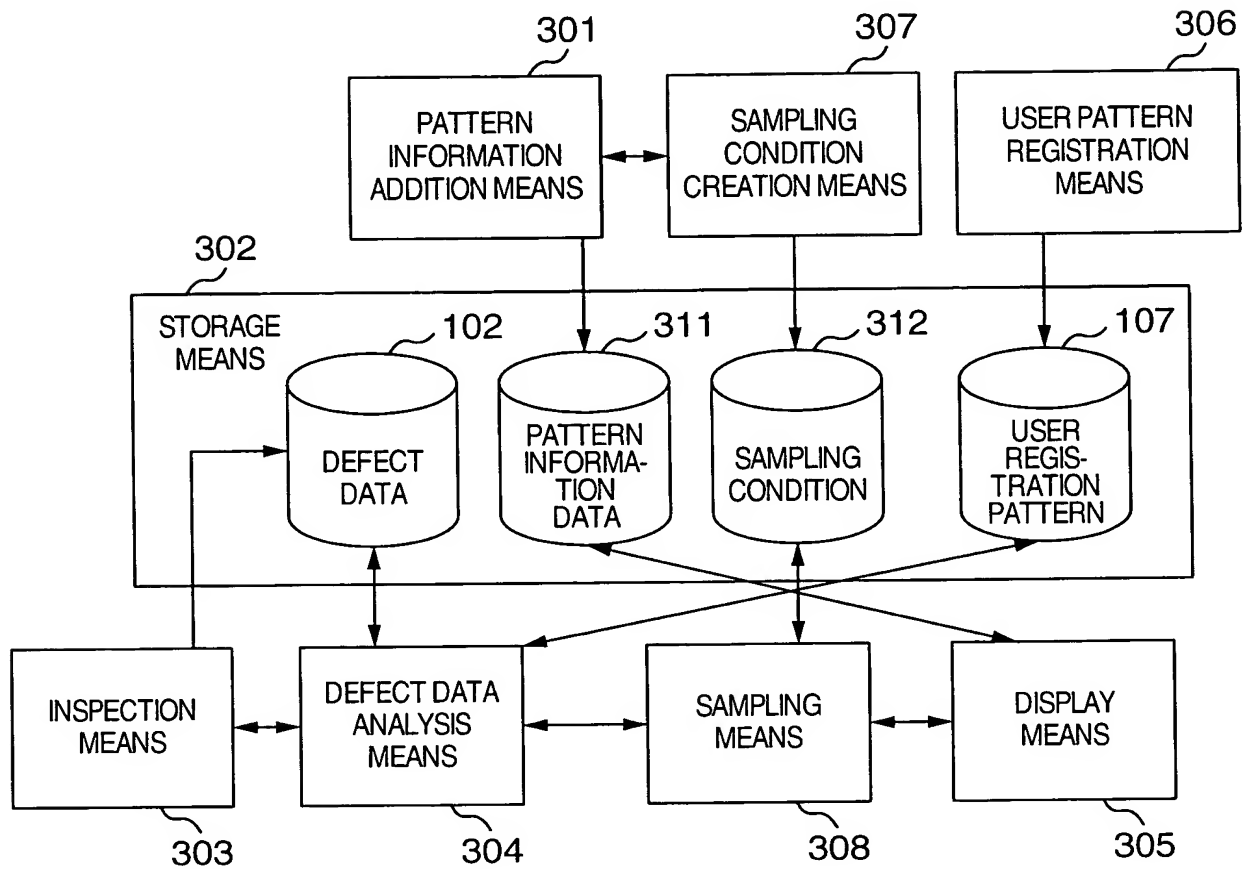 301
307
306
PATTERN
INFORMATION
ADDITION MEANS
SAMPLING
CONDITION
CREATION MEANS
USER PATTERN
REGISTRATION
MEANS
302
STORAGE
MEANS
102
311
312
107
DEFECT
DATA
PATTERN
INFORMA-
TION
DATA
SAMPLING
CONDITION
USER
REGIS-
TRATION
PATTERN
INSPECTION
MEANS
DEFECT DATA
ANALYSIS
MEANS
SAMPLING
MEANS
DISPLAY
MEANS
303
304
308
305